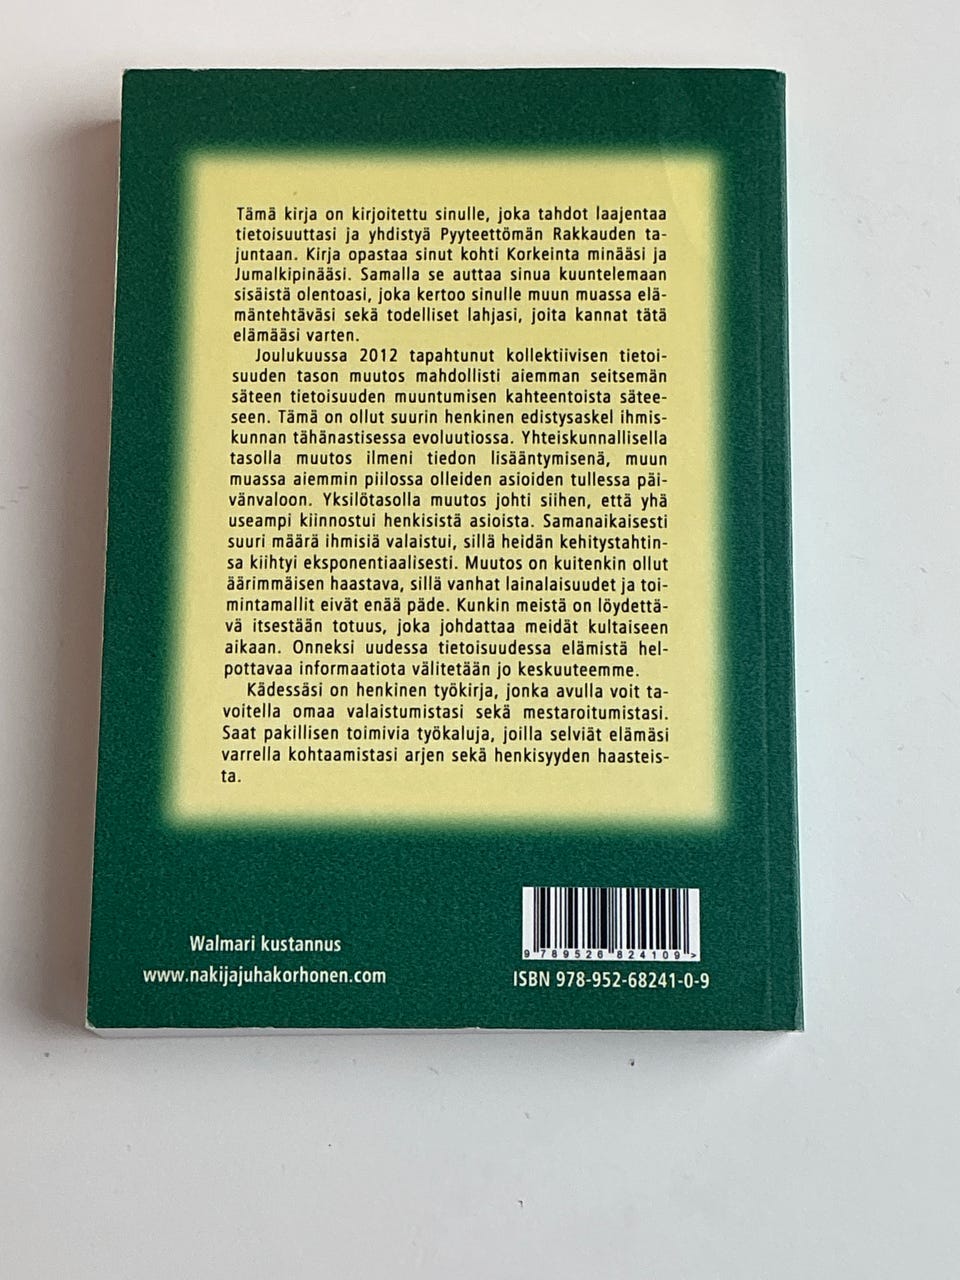 Tämä kirja on kirjoitettu sinulle, joka tahdot laajentaa
tietoisuuttasi ja yhdistyä Pyyteettömän Rakkauden ta-
juntaan. Kirja opastaa sinut kohti Korkeinta minääsi ja
Jumalkipinääsi. Samalla se auttaa sinua kuuntelemaan
sisäistä olentoasi, joka kertoo sinulle muun muassa elä-
mäntehtäväsi sekä todelliset lahjasi, joita kannat tätä
elämääsi varten.
Joulukuussa 2012 tapahtunut kollektiivisen tietoi-
suuden tason muutos mahdollisti aiemman seitsemän
säteen tietoisuuden muuntumisen kahteentoista sätee-
seen. Tämä on ollut suurin henkinen edistysaskel ihmis-
kunnan tähänastisessa evoluutiossa. Yhteiskunnallisella
tasolla muutos ilmeni tiedon lisääntymisenä, muun
muassa aiemmin piilossa olleiden asioiden tullessa päi-
vänvaloon. Yksilötasolla muutos johti siihen, että yhä
useampi kiinnostui henkisistä asioista. Samanaikaisesti
suuri määrä ihmisiä valaistui, sillä heidän kehitystahtin-
sa kiihtyi eksponentiaalisesti. Muutos on kuitenkin ollut
äärimmäisen haastava, sillä vanhat lainalaisuudet ja toi-
mintamallit eivät enää päde. Kunkin meistä on löydettä-
vä itsestään totuus, joka johdattaa meidät kultaiseen
aikaan. Onneksi uudessa tietoisuudessa elämistä hel-
pottavaa informaatiota välitetään jo keskuuteemme.
Kädessäsi on henkinen työkirja, jonka avulla voit ta-
voitella omaa valaistumistasi sekä mestaroitumistasi.
Saat pakillisen toimivia työkaluja, joilla selviät elämäsi
varrella kohtaamistasi arjen sekä henkisyyden haasteis-
ta.
Walmari kustannus
www.nakijajuhakorhonen.com
9 789526 824109 >
ISBN 978-952-68241-0-9